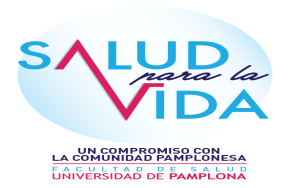 SALUD
para la
VIDA
UN COMPROMISO CON
LA COMUNIDAD PAMPLONESA
FACULTAD DE SALUD
UNIVERSIDAD DE PAMPLONA